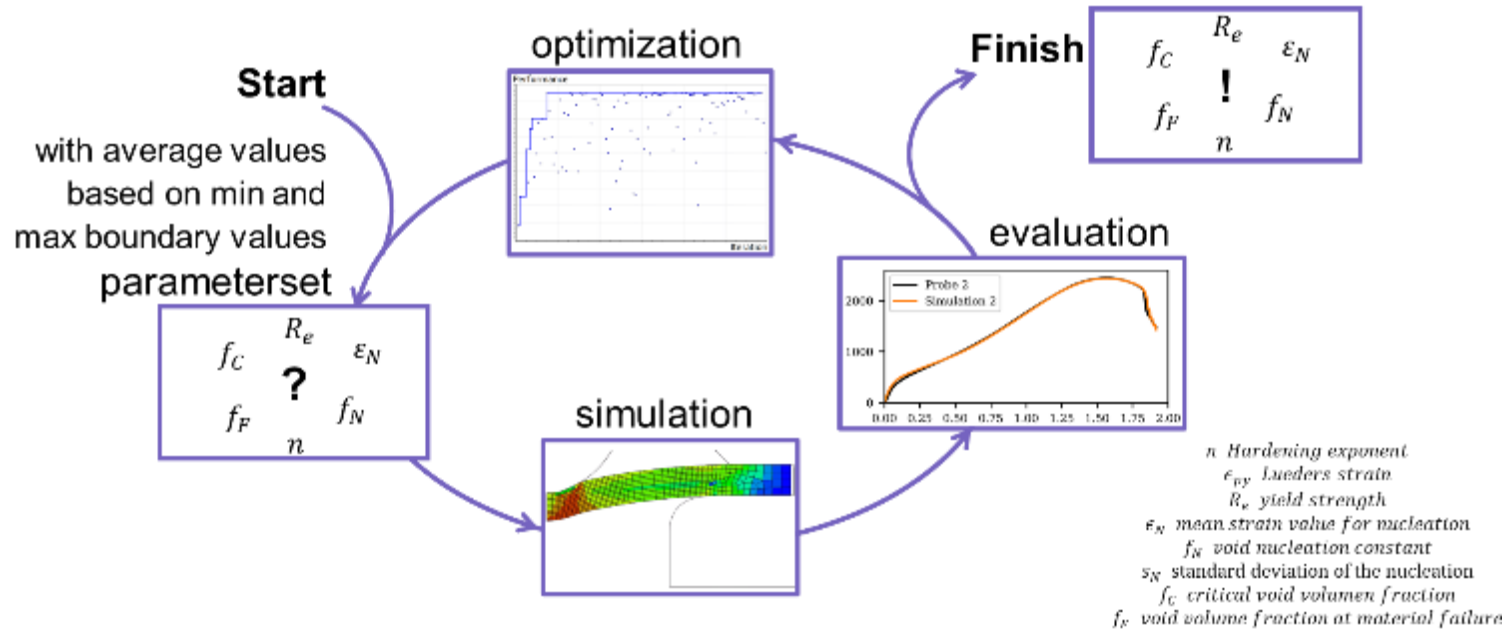 optimization
Performance
Iteration
Start
with average values
based on min and
max boundary values
parameterset
R_e
f_C
ε_N
?
f_F
f_N
n
simulation
evaluation
Probe 2
Simulation 2
2000
1000
0
0.00 0.25 0.50 0.75 1.00 1.25 1.50 1.75 2.00
Finish
R_e
f_C
ε_N
!
f_F
f_N
n
n Hardening exponent
ϵ_py Lueders strain
R_e yield strength
ϵ_N mean strain value for nucleation
f_N void nucleation constant
s_N standard deviation of the nucleation
f_C critical void volumen fraction
f_F void volume fraction at material failure